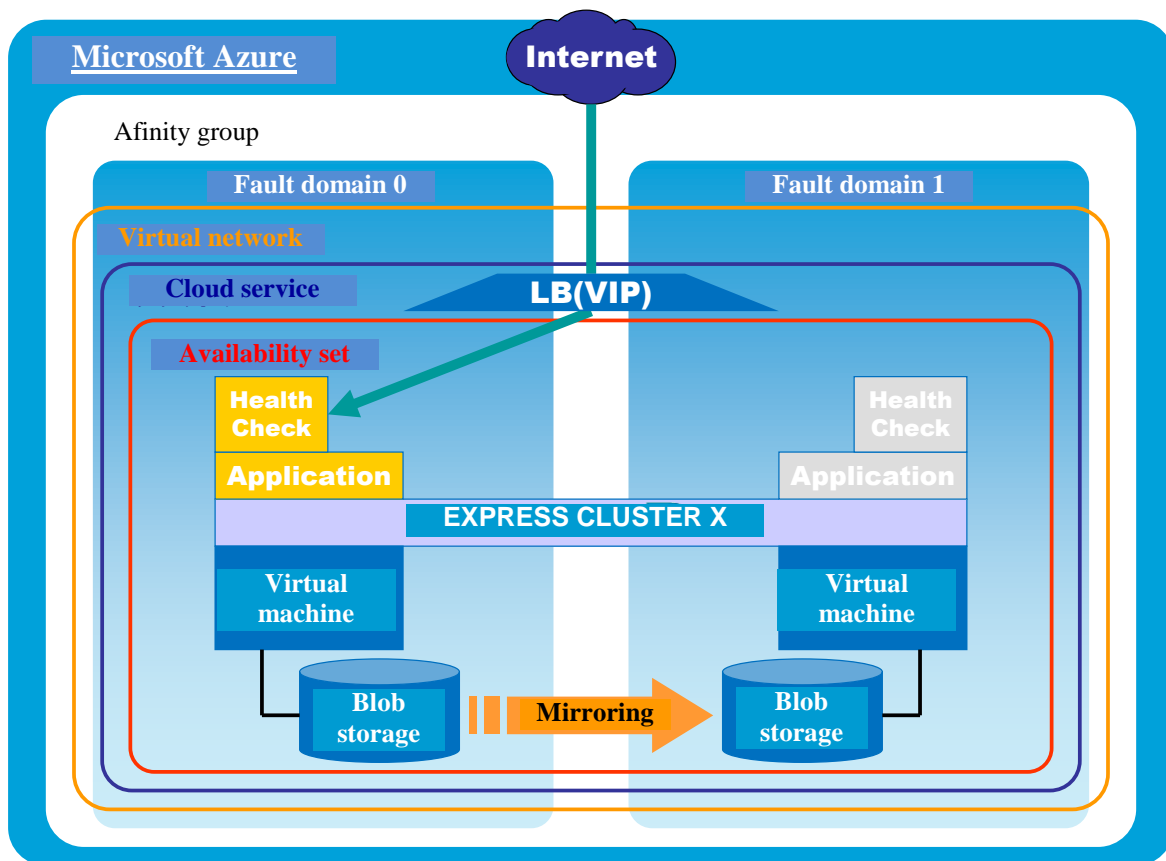 Microsoft Azure
Internet
Afinity group
Fault domain 0
Fault domain 1
Virtual network
Cloud service
LB(VIP)
Availability set
Health
Check
Health
Check
Application
Application
EXPRESS CLUSTER X
Virtual
machine
Virtual
machine
Blob
storage
Mirroring
Blob
storage